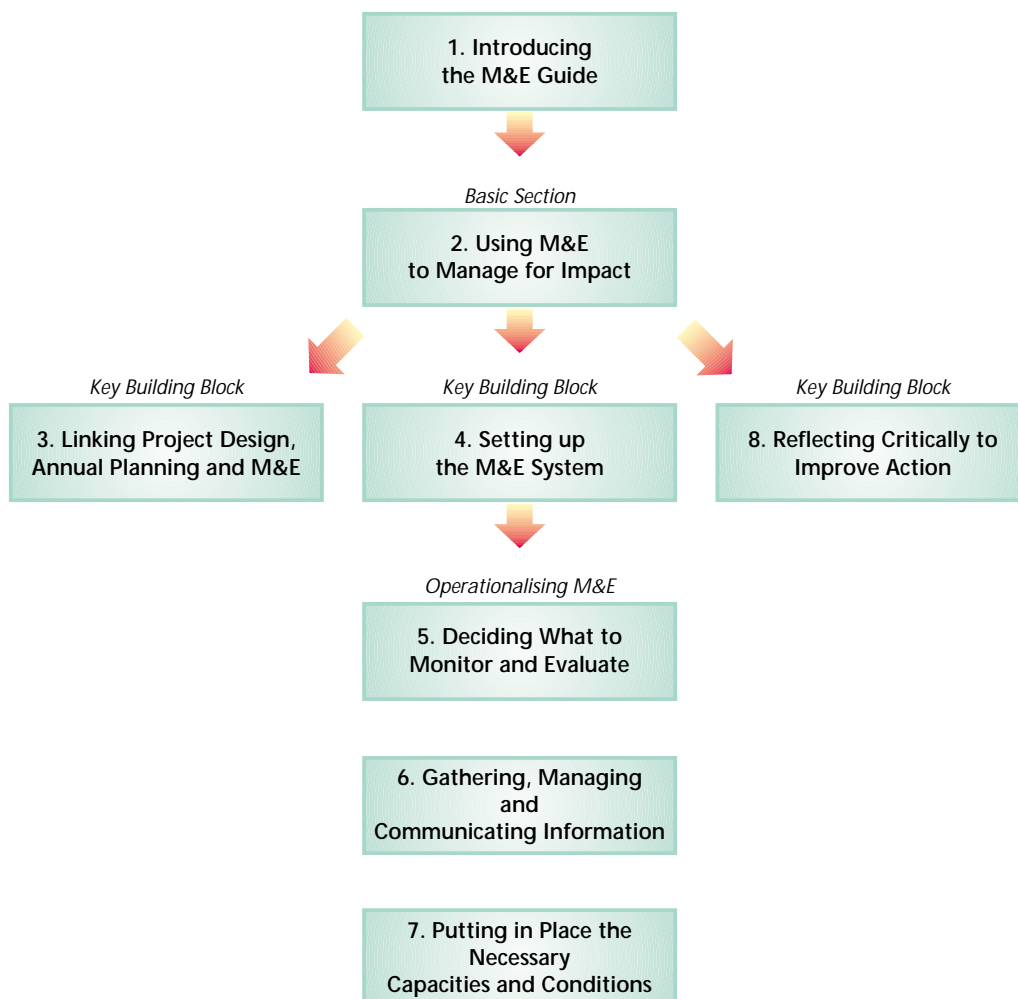 1. Introducing
the M&E Guide
Basic Section
2. Using M&E
to Manage for Impact
Key Building Block
3. Linking Project Design,
Annual Planning and M&E
Key Building Block
4. Setting up
the M&E System
Key Building Block
8. Reflecting Critically to
Improve Action
Operationalising M&E
5. Deciding What to
Monitor and Evaluate
6. Gathering, Managing
and
Communicating Information
7. Putting in Place the
Necessary
Capacities and Conditions